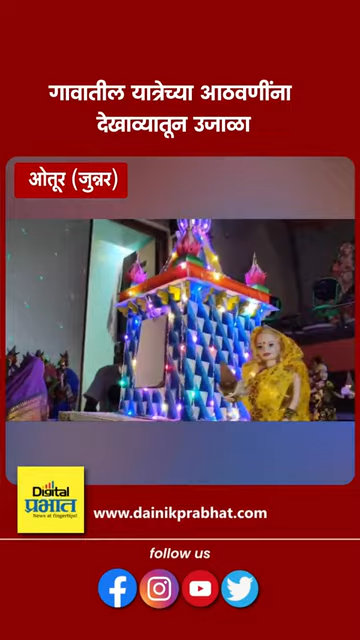 गावातील यात्रेच्या आठवणींना
देखाव्यातून उजाळा
ओतूर (जुन्नर)
Digital
प्रभात
News at fingertips!
www.dainikprabhat.com
follow us